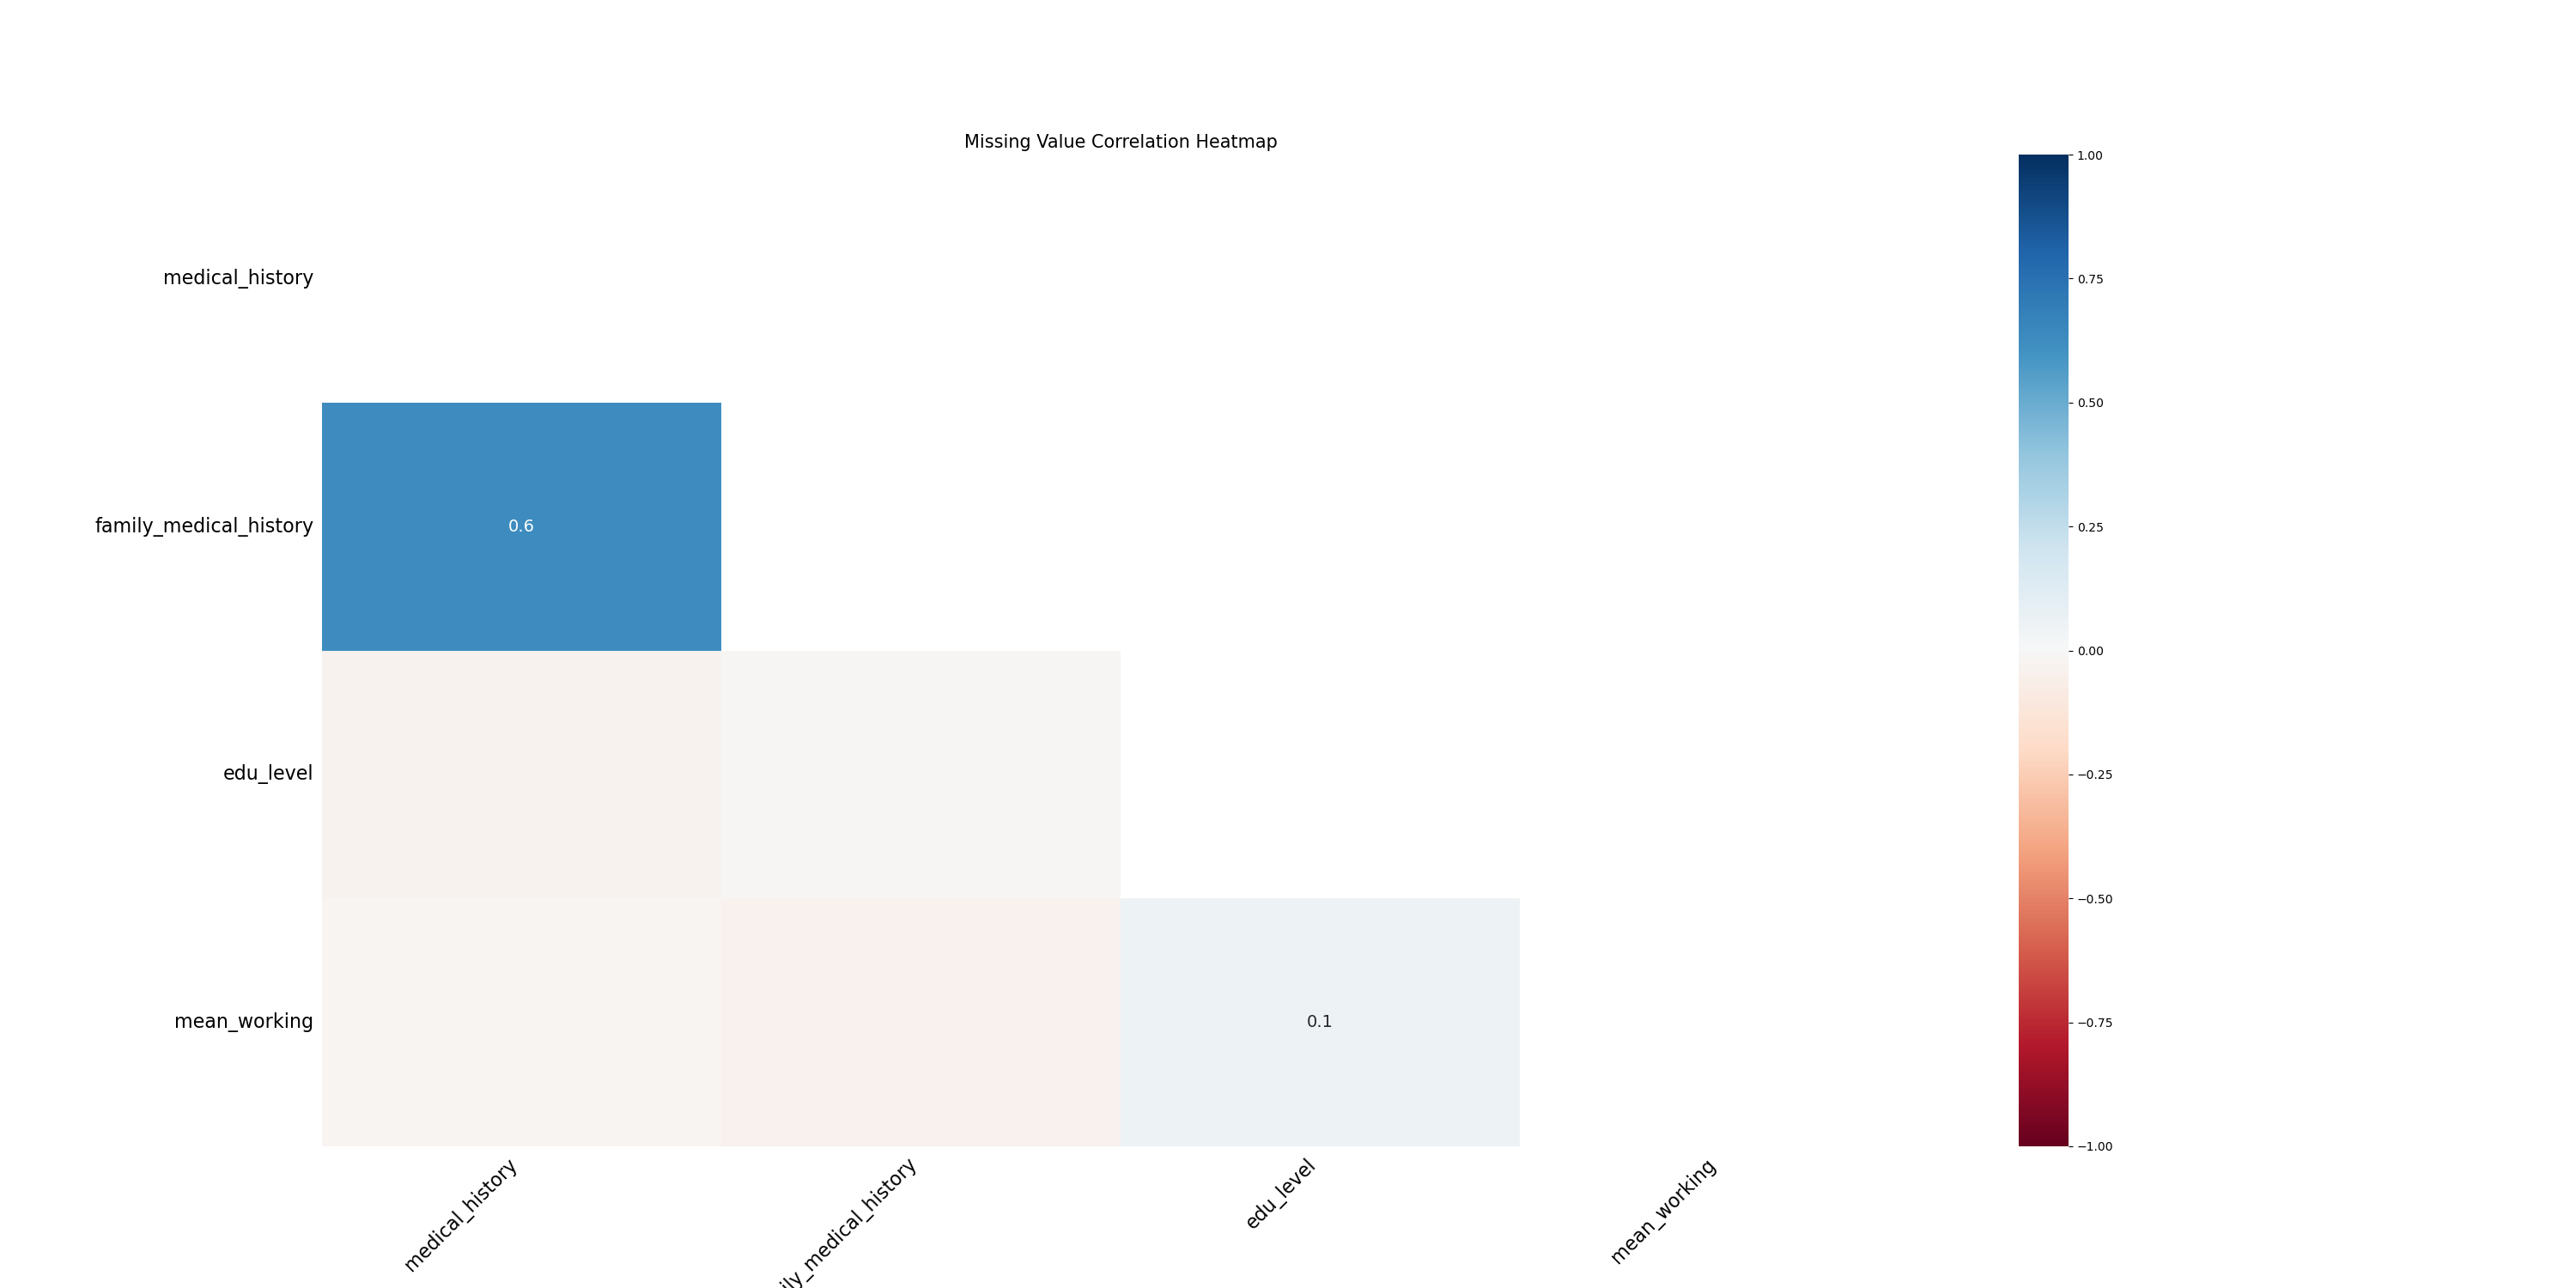 Missing Value Correlation Heatmap
medical_history
family_medical_history
edu_level
mean_working
0.6
0.1
1.00
0.75
0.50
0.25
0.00
−0.25
−0.50
−0.75
−1.00
medical_history
ily_medical_history
edu_level
mean_working